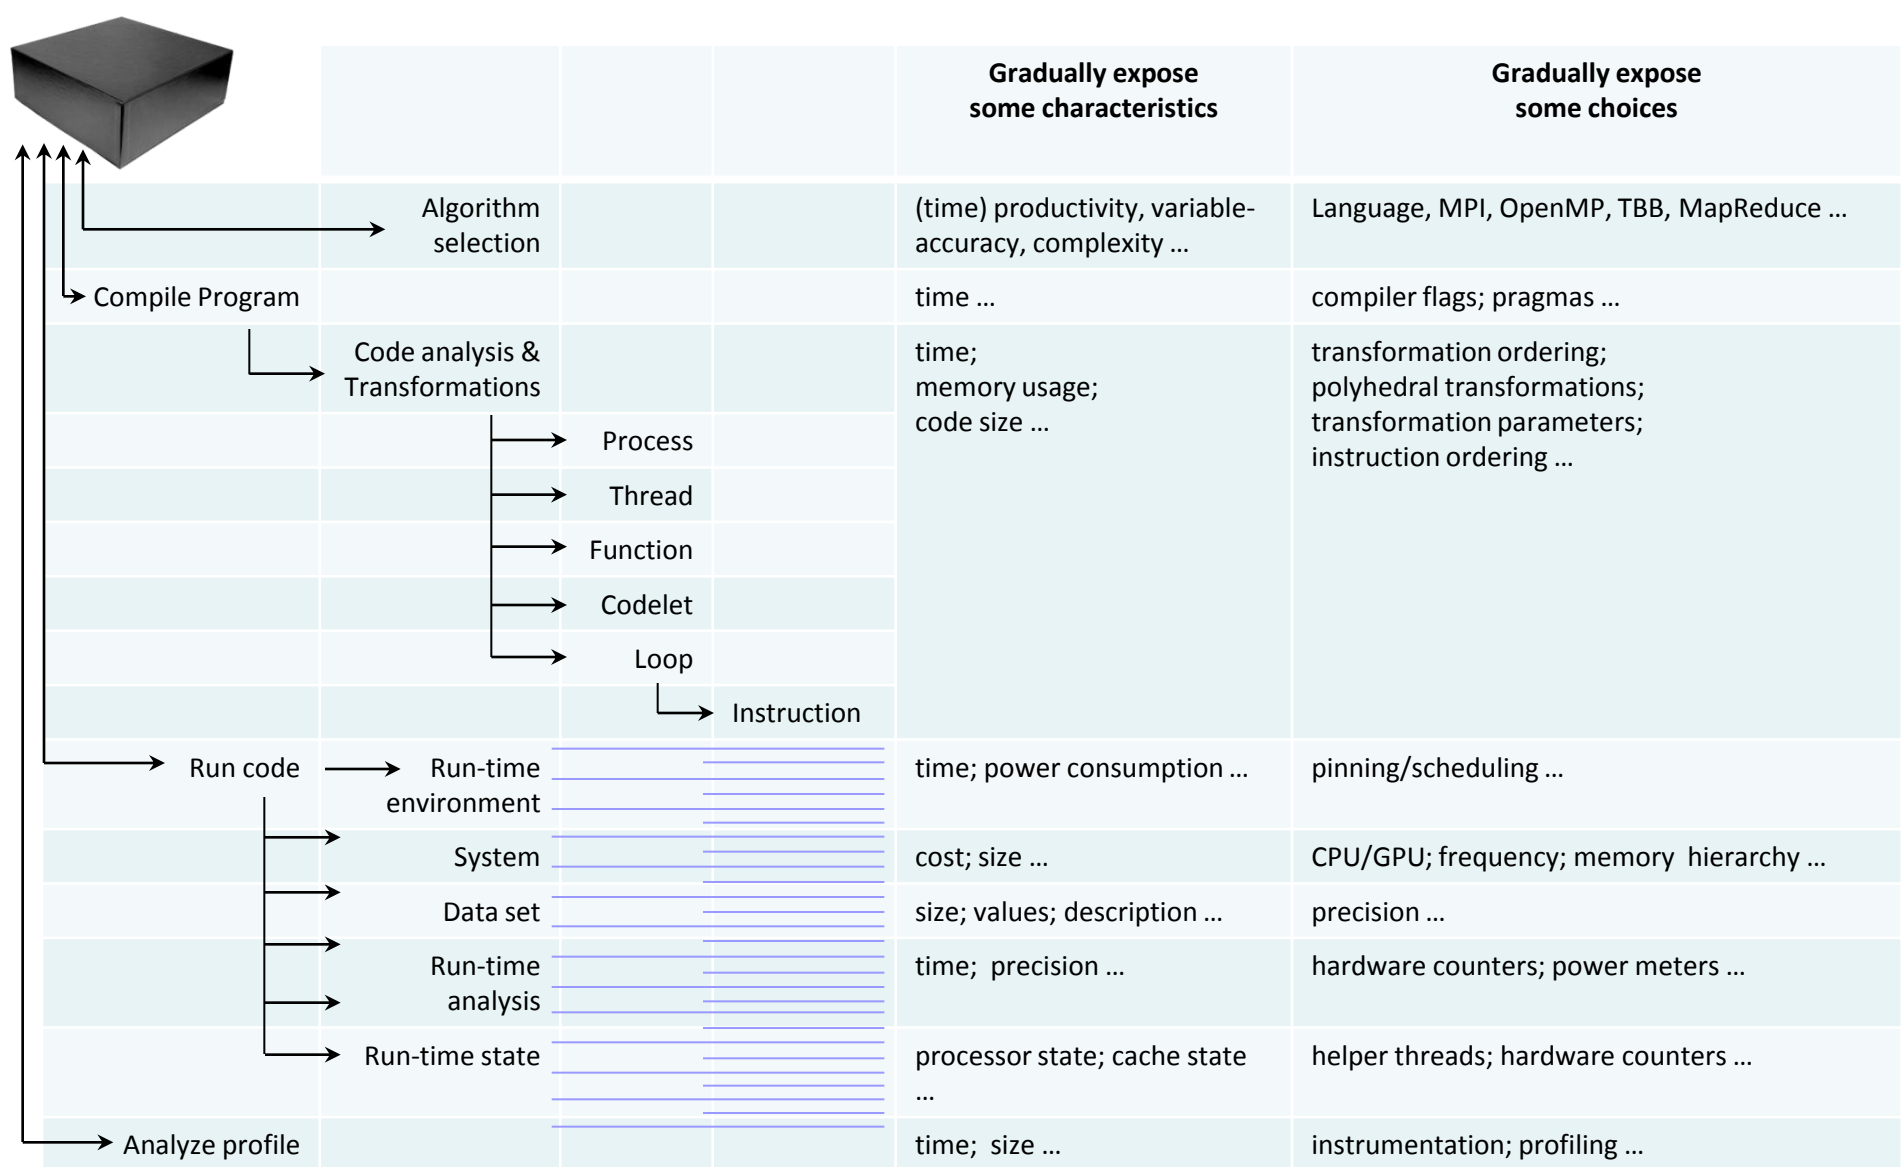 Gradually expose
some characteristics
Gradually expose
some choices
Algorithm
selection
(time) productivity, variable-
accuracy, complexity ...
Language, MPI, OpenMP, TBB, MapReduce ...
Compile Program
time ...
compiler flags; pragmas ...
Code analysis &
Transformations
time;
memory usage;
code size ...
transformation ordering;
polyhedral transformations;
transformation parameters;
instruction ordering ...
Process
Thread
Function
Codelet
Loop
Instruction
Run code
Run-time
environment
time; power consumption ...
pinning/scheduling ...
System
cost; size ...
CPU/GPU; frequency; memory hierarchy ...
Data set
size; values; description ...
precision ...
Run-time
analysis
time; precision ...
hardware counters; power meters ...
Run-time state
processor state; cache state
...
helper threads; hardware counters ...
Analyze profile
time; size ...
instrumentation; profiling ...